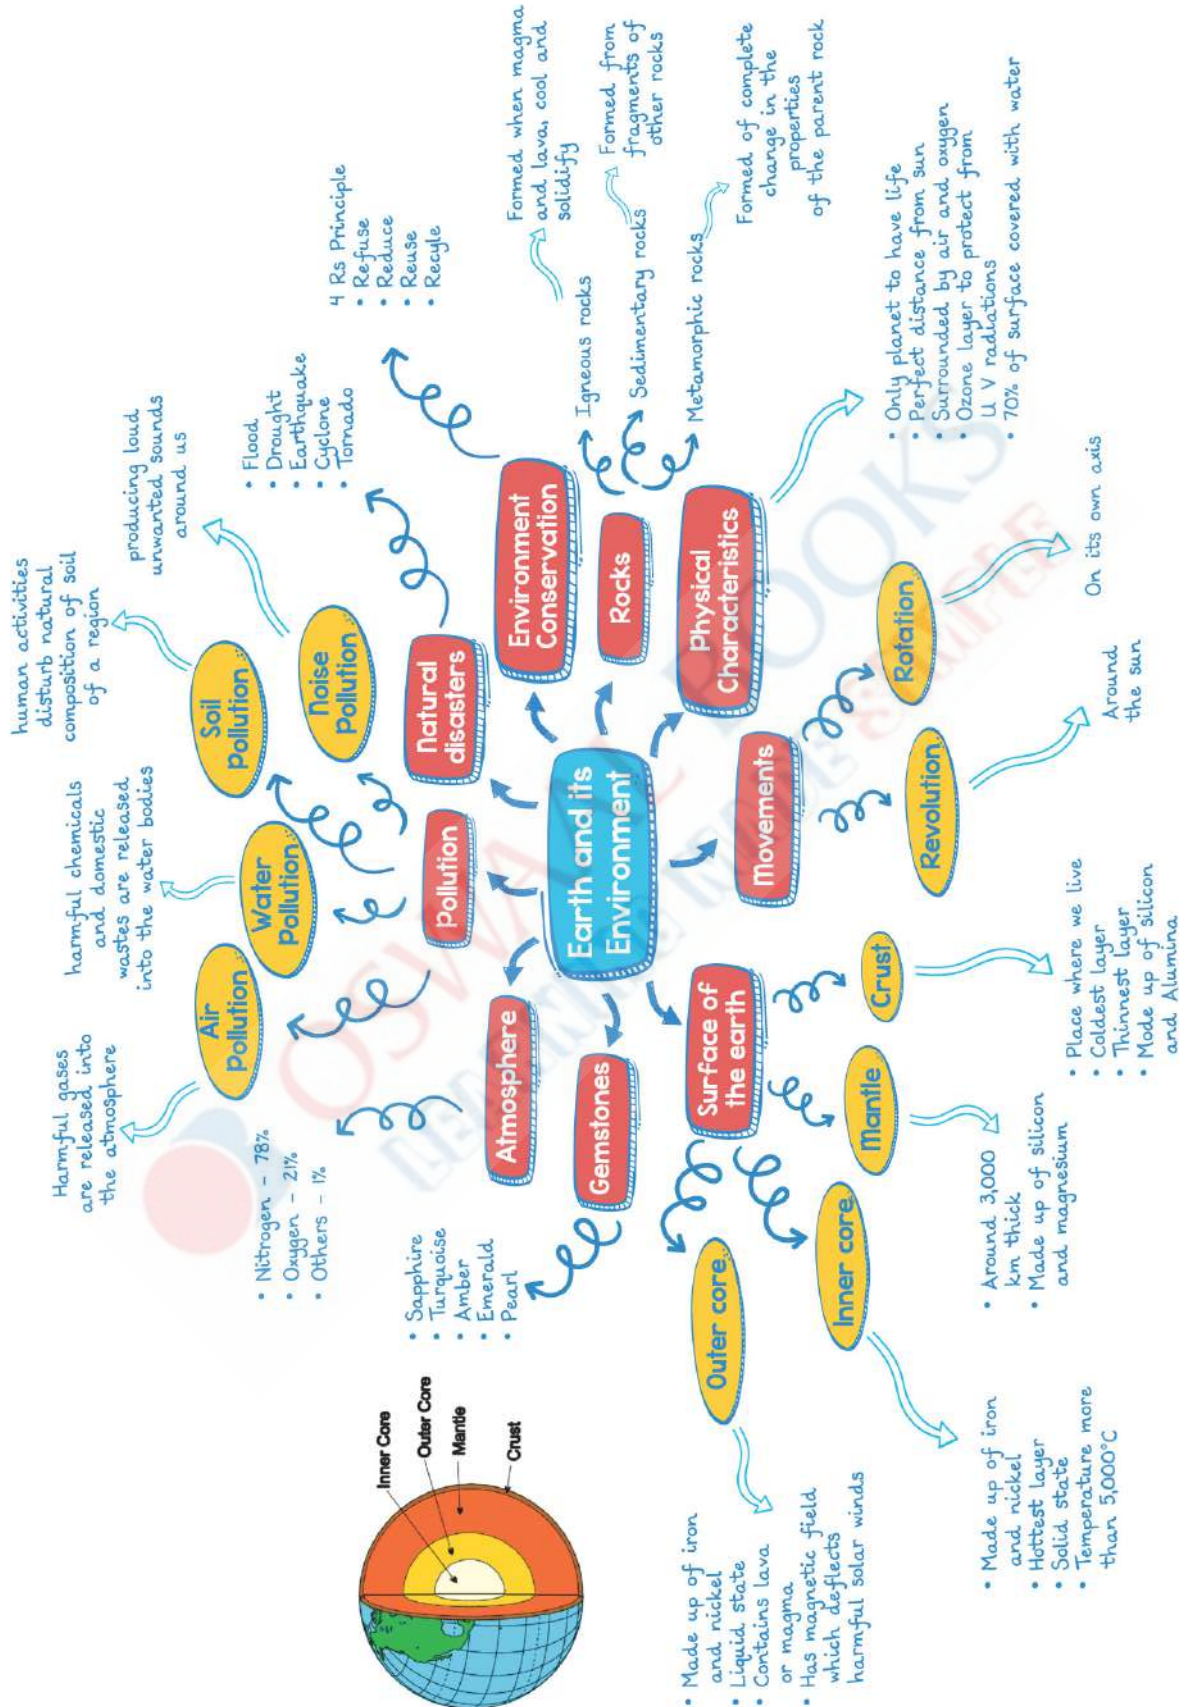 Earth and its
Environment
Atmosphere
• Nitrogen – 78%
• Oxygen – 21%
• Others – 1%
Pollution
Air
Pollution
Harmful gases
are released into
the atmosphere
Water
Pollution
harmful chemicals
and domestic
wastes are released
into the water bodies
Soil
Pollution
human activities
disturb natural
composition of soil
of a region
Noise
Pollution
producing loud
unwanted sounds
around us
Natural
disasters
• Flood
• Drought
• Earthquake
• Cyclone
• Tornado
Environment
Conservation
4 Rs Principle
• Refuse
• Reduce
• Reuse
• Recyle
Rocks
Igneous rocks
Formed when magma
and lava, cool and
solidify
Sedimentary rocks
Formed from
fragments of
other rocks
Metamorphic rocks
Formed of complete
change in the
properties
of the parent rock
Physical
Characteristics
• Only planet to have life
• Perfect distance from sun
• Surrounded by air and oxygen
• Ozone layer to protect from
U V radiations
• 70% of surface covered with water
Movements
Rotation
On its own axis
Revolution
Around
the sun
Surface of
the earth
Crust
• Place where we live
• Coldest layer
• Thinnest layer
• Mode up of silicon
and Alumina
Mantle
• Around 3,000
km thick
• Made up of silicon
and magnesium
Inner core
• Made up of iron
and nickel
• Hottest layer
• Solid state
• Temperature more
than 5,000°C
Outer core
• Made up of iron
and nickel
• Liquid state
• Contains lava
or magma
• Has magnetic field
which deflects
harmful solar winds
Gemstones
• Sapphire
• Turquoise
• Amber
• Emerald
• Pearl
Inner Core
Outer Core
Mantle
Crust
OSWAAL BOOKS
LEARNING MADE SIMPLE